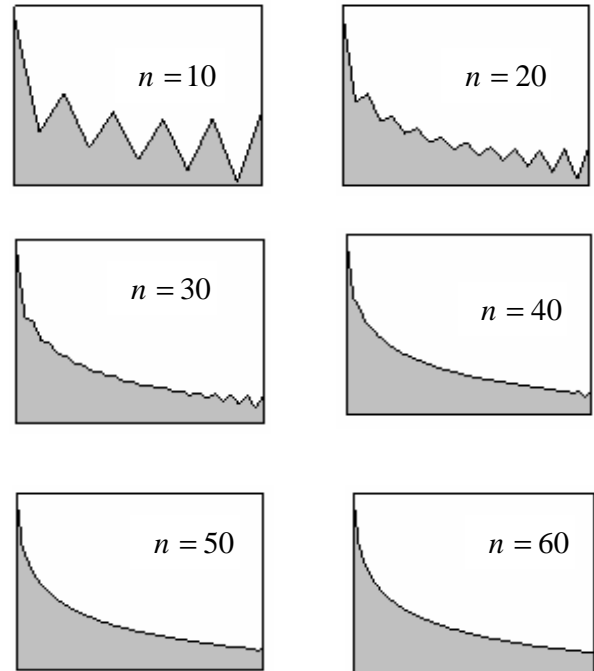 n = 10
n = 20
n = 30
n = 40
n = 50
n = 60